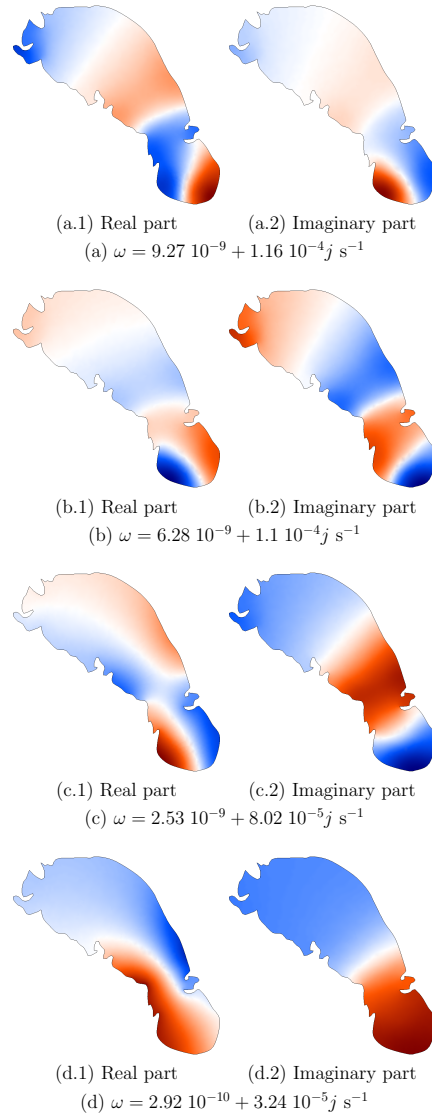 (a.1) Real part (a.2) Imaginary part
(a) ω = 9.27 10⁻⁹ + 1.16 10⁻⁴j s⁻¹
(b.1) Real part (b.2) Imaginary part
(b) ω = 6.28 10⁻⁹ + 1.1 10⁻⁴j s⁻¹
(c.1) Real part (c.2) Imaginary part
(c) ω = 2.53 10⁻⁹ + 8.02 10⁻⁵j s⁻¹
(d.1) Real part (d.2) Imaginary part
(d) ω = 2.92 10⁻¹⁰ + 3.24 10⁻⁵j s⁻¹